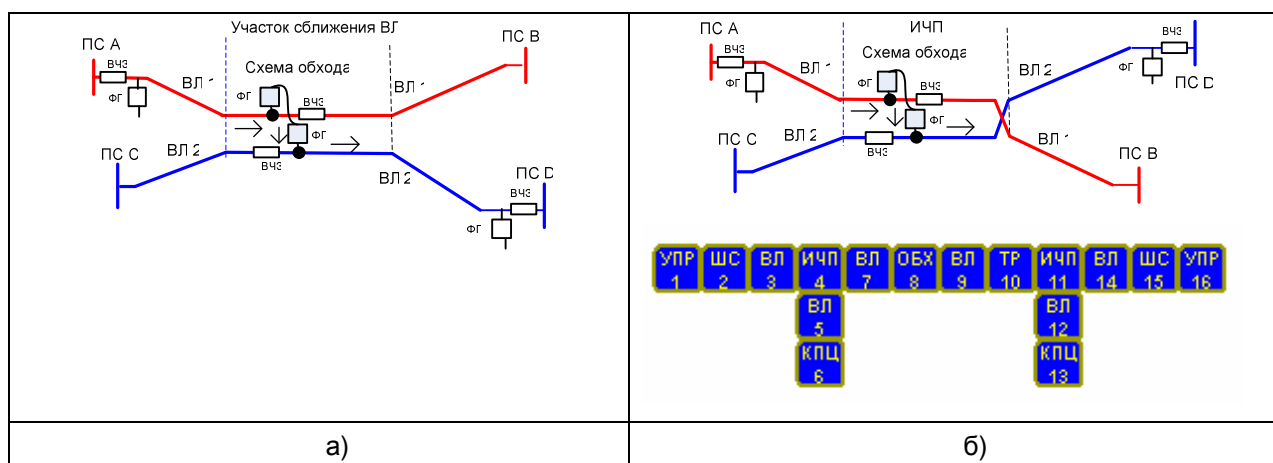 Участок сближения ВЛ
ПС А
ПС В
ВЧЗ
Схема обхода
ВЛ 1
ВЛ 1
ФГ
ФГ
ФГ
ПС С
ВЛ 2
ВЧЗ
ВЛ 2
ПС D
ВЧЗ
ФГ
а)
ИЧП
ПС А
ВЧЗ
Схема обхода
ВЛ 2
ВЧЗ
ФГ
ПС D
ВЛ 1
ФГ
ВЧЗ
ФГ
ФГ
ПС С
ВЛ 2
ВЧЗ
ВЛ 1
ПС В
УПР ШС ВЛ ИЧП ВЛ ОБХ ВЛ ТР ИЧП ВЛ ШС УПР
1 2 3 4 7 8 9 10 11 14 15 16
ВЛ ВЛ
5 12
КПЦ КПЦ
6 13
б)